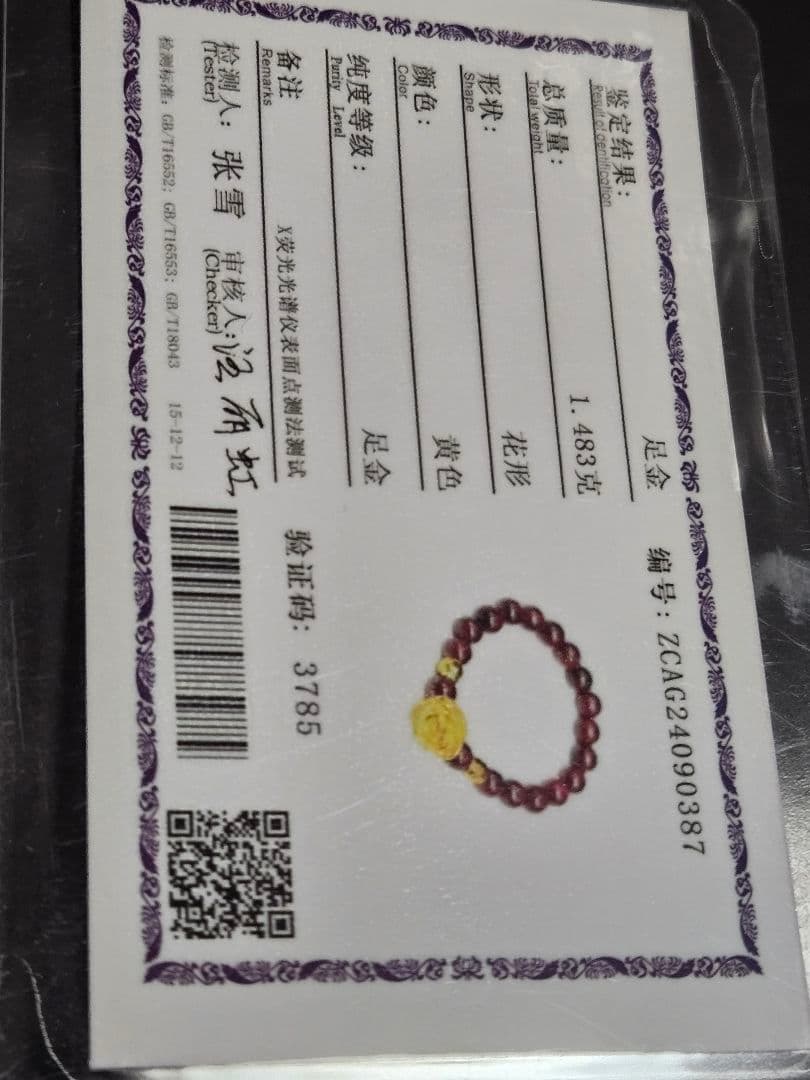 鉴定结果: 足金
Result of identification
总质量: 1.483克
Total weight
形状: 花形
Shape
颜色: 黄色
Color
纯度等级: 足金
Purity Level
备注 X荧光光谱仪表面点测法测试
Remarks
检测人: 张雪 审核人:
(Tester) (Checker)
检测标准: GB/T16552; GB/T16553; GB/T18043 15-12-12
编号: ZCAG24090387
验证码: 3785